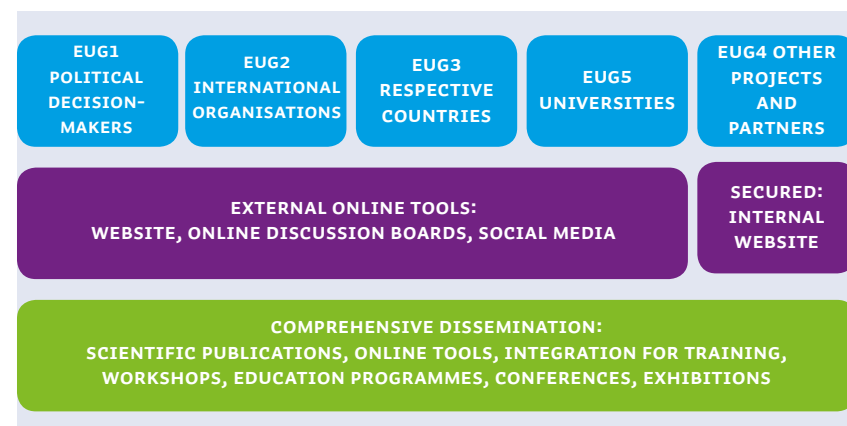 EUG1
POLITICAL
DECISION-
MAKERS
EUG2
INTERNATIONAL
ORGANISATIONS
EUG3
RESPECTIVE
COUNTRIES
EUG5
UNIVERSITIES
EUG4 OTHER
PROJECTS
AND
PARTNERS
EXTERNAL ONLINE TOOLS:
WEBSITE, ONLINE DISCUSSION BOARDS, SOCIAL MEDIA
SECURED:
INTERNAL
WEBSITE
COMPREHENSIVE DISSEMINATION:
SCIENTIFIC PUBLICATIONS, ONLINE TOOLS, INTEGRATION FOR TRAINING,
WORKSHOPS, EDUCATION PROGRAMMES, CONFERENCES, EXHIBITIONS